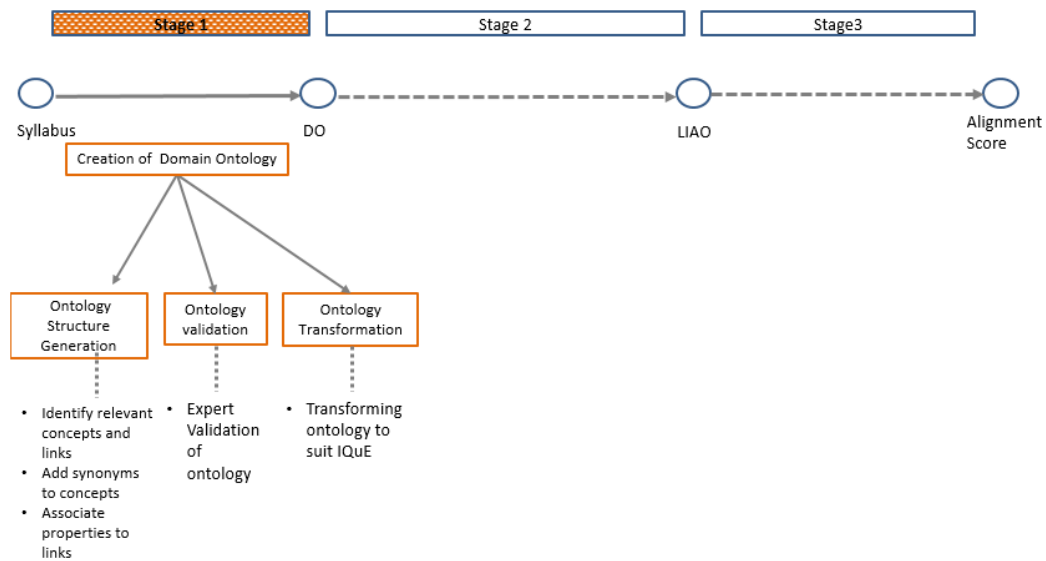 Stage 1
Stage 2
Stage3
Syllabus
DO
LIAO
Alignment
Score
Creation of Domain Ontology
Ontology
Structure
Generation
Ontology
validation
Ontology
Transformation
• Identify relevant
concepts and
links
• Add synonyms
to concepts
• Associate
properties to
links
• Expert
Validation
of
ontology
• Transforming
ontology to
suit IQuE